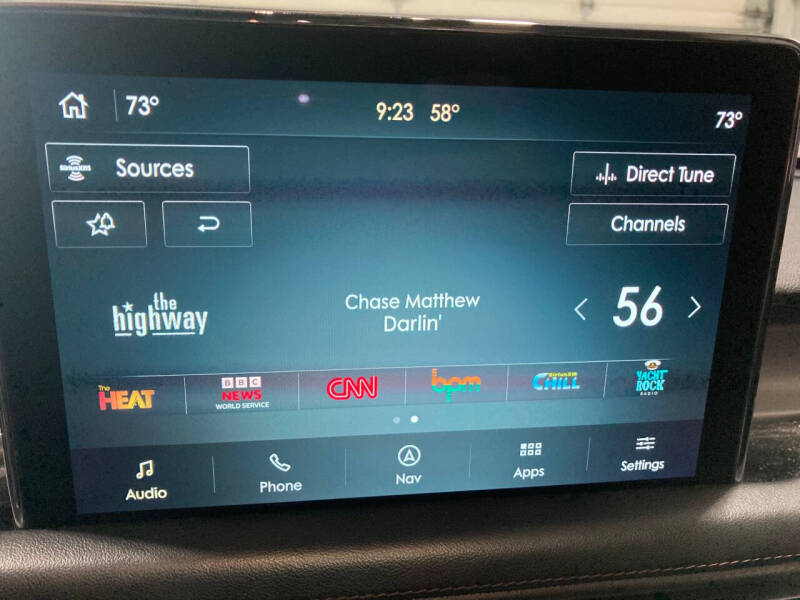 73° 9:23 58° 73°
SiriusXM Sources
Direct Tune
Channels
the
highway
Chase Matthew
Darlin'
56
The
HEAT
BBC
NEWS
WORLD SERVICE
CNN
bpm
SiriusXM
CHILL
YACHT
ROCK
RADIO
Audio Phone Nav Apps Settings